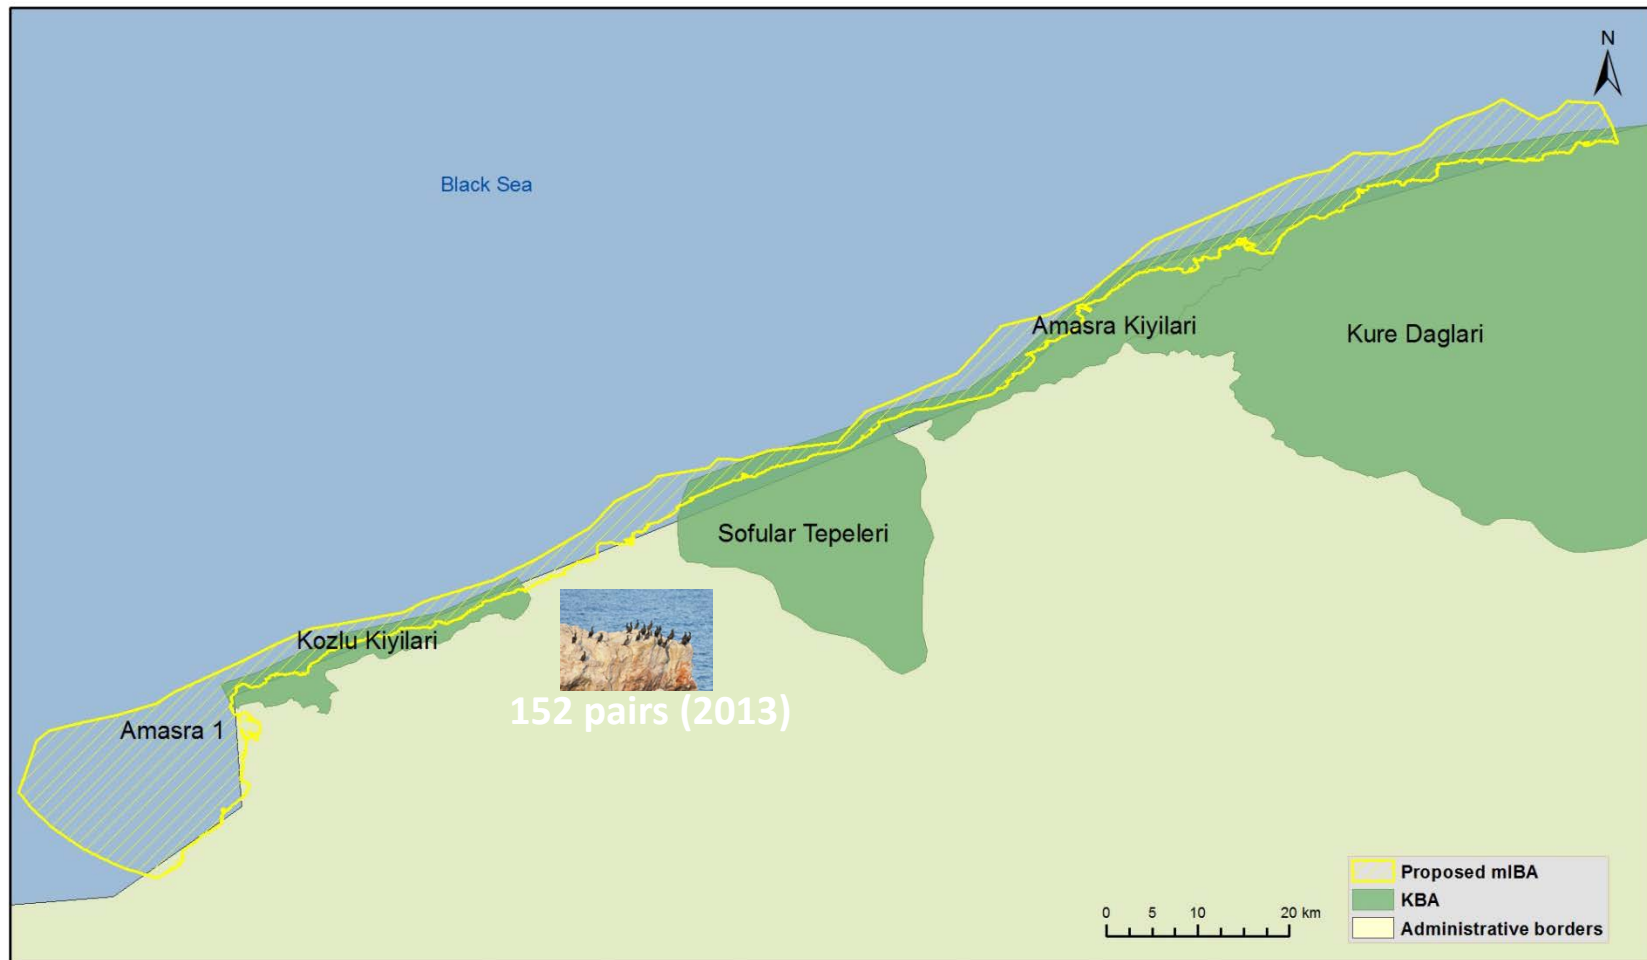 N
Black Sea
Amasra Kiyilari
Kure Daglari
Sofular Tepeleri
Kozlu Kiyilari
152 pairs (2013)
Amasra 1
Proposed mIBA
KBA
Administrative borders
0 5 10 20 km